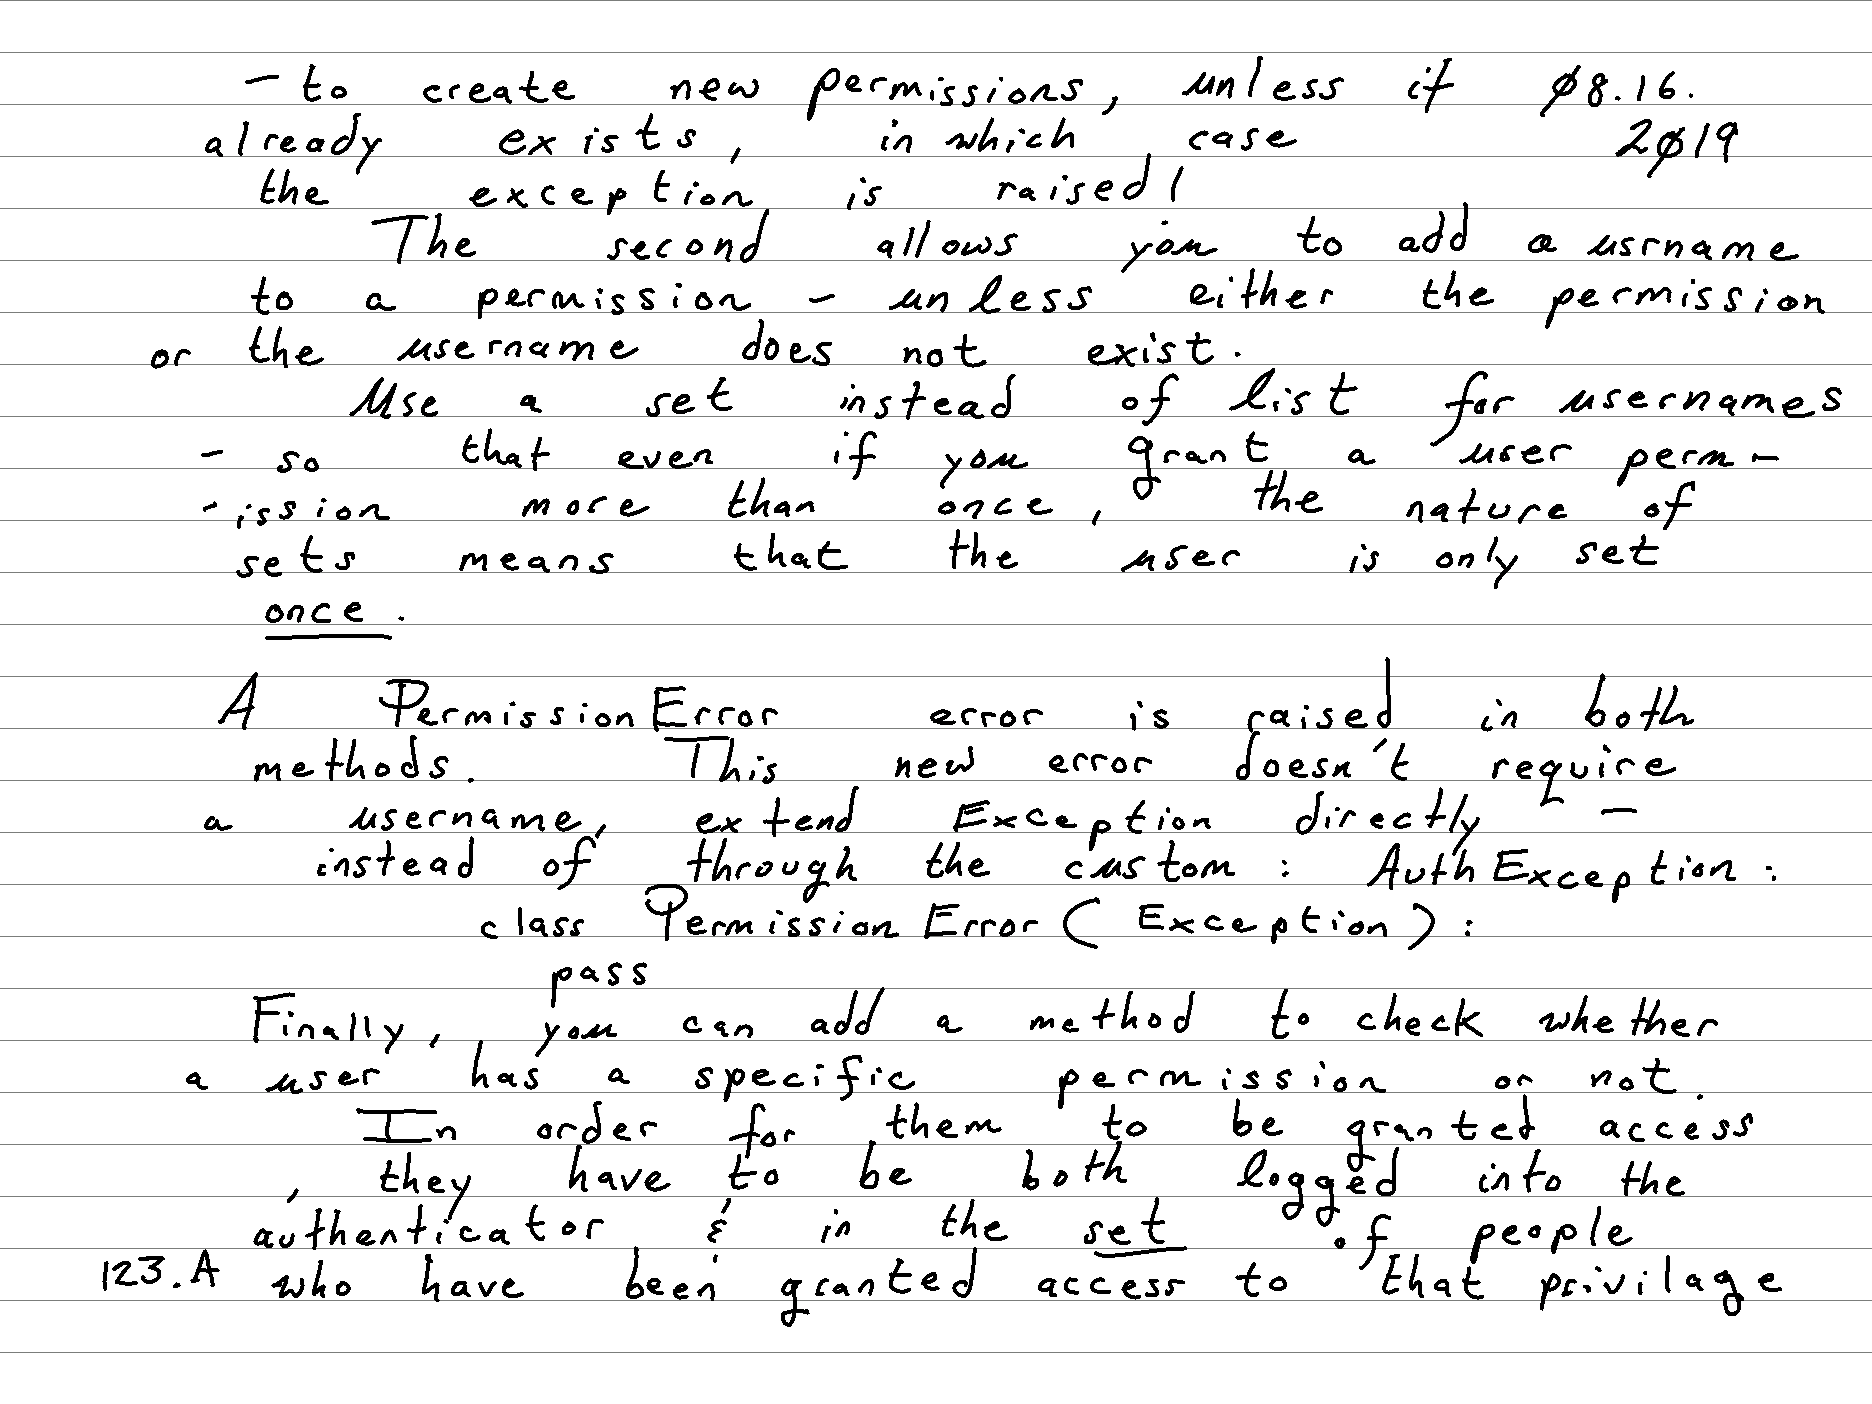 - to create new permissions, unless it Ø8.16.
already exists, in which case 2Ø19
the exception is raised!
The second allows you to add a usrname
to a permission - unless either the permission
or the username does not exist.
Use a set instead of list for usernames
- so that even if you grant a user perm-
-ission more than once, the nature of
sets means that the user is only set
once.
A PermissionError error is raised in both
methods. This new error doesn't require
a username, extend Exception directly -
instead of through the custom : AuthException :
class PermissionError(Exception):
pass
Finally, you can add a method to check whether
a user has a specific permission or not.
In order for them to be granted access
, they have to be both logged into the
authenticator & in the set of people
123.A who have been granted access to that privilage